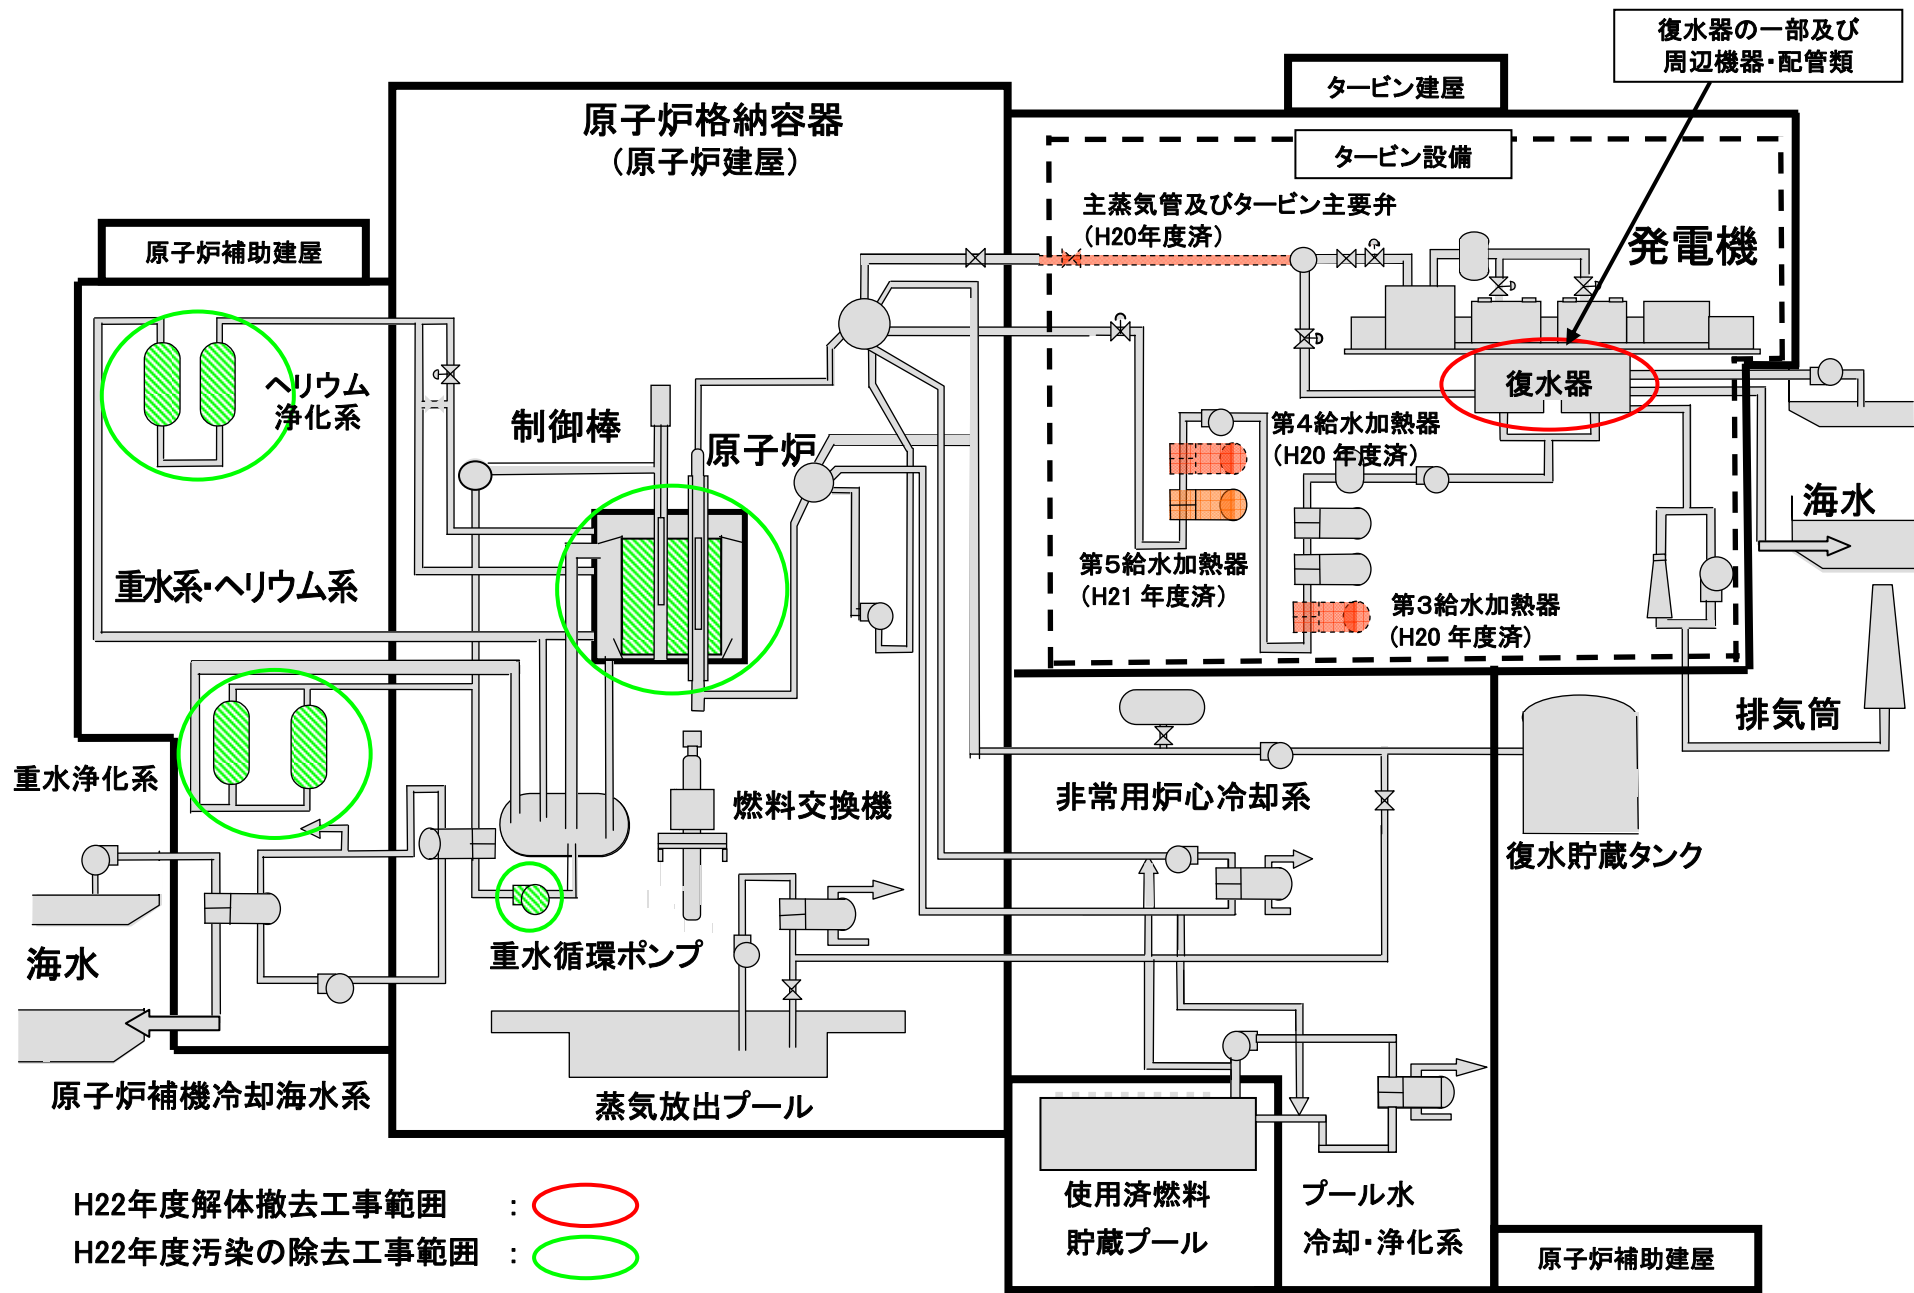 復水器の一部及び
周辺機器・配管類
タービン建屋
原子炉格納容器
（原子炉建屋）
タービン設備
主蒸気管及びタービン主要弁
（H20年度済）
発電機
原子炉補助建屋
ヘリウム
浄化系
制御棒
原子炉
復水器
第４給水加熱器
（H20 年度済）
海水
重水系・ヘリウム系
第５給水加熱器
（H21 年度済）
第３給水加熱器
（H20 年度済）
排気筒
重水浄化系
燃料交換機
非常用炉心冷却系
復水貯蔵タンク
海水
重水循環ポンプ
原子炉補機冷却海水系
蒸気放出プール
使用済燃料
貯蔵プール
プール水
冷却・浄化系
H22年度解体撤去工事範囲 ：
H22年度汚染の除去工事範囲 ：
原子炉補助建屋